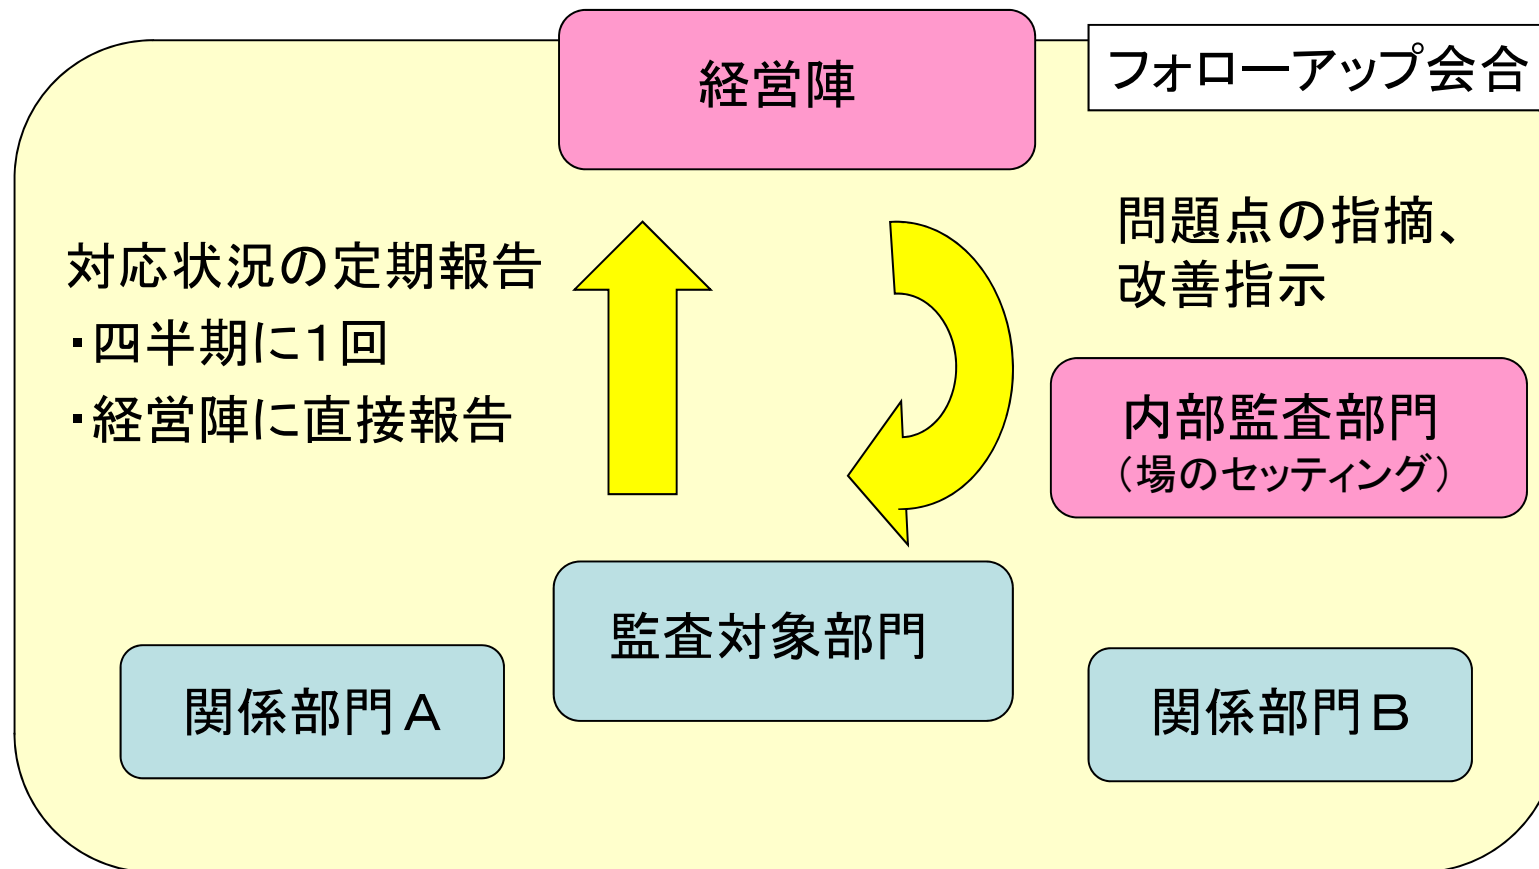 経営陣
フォローアップ会合
対応状況の定期報告
・四半期に１回
・経営陣に直接報告
問題点の指摘、
改善指示
内部監査部門
（場のセッティング）
監査対象部門
関係部門Ａ
関係部門Ｂ